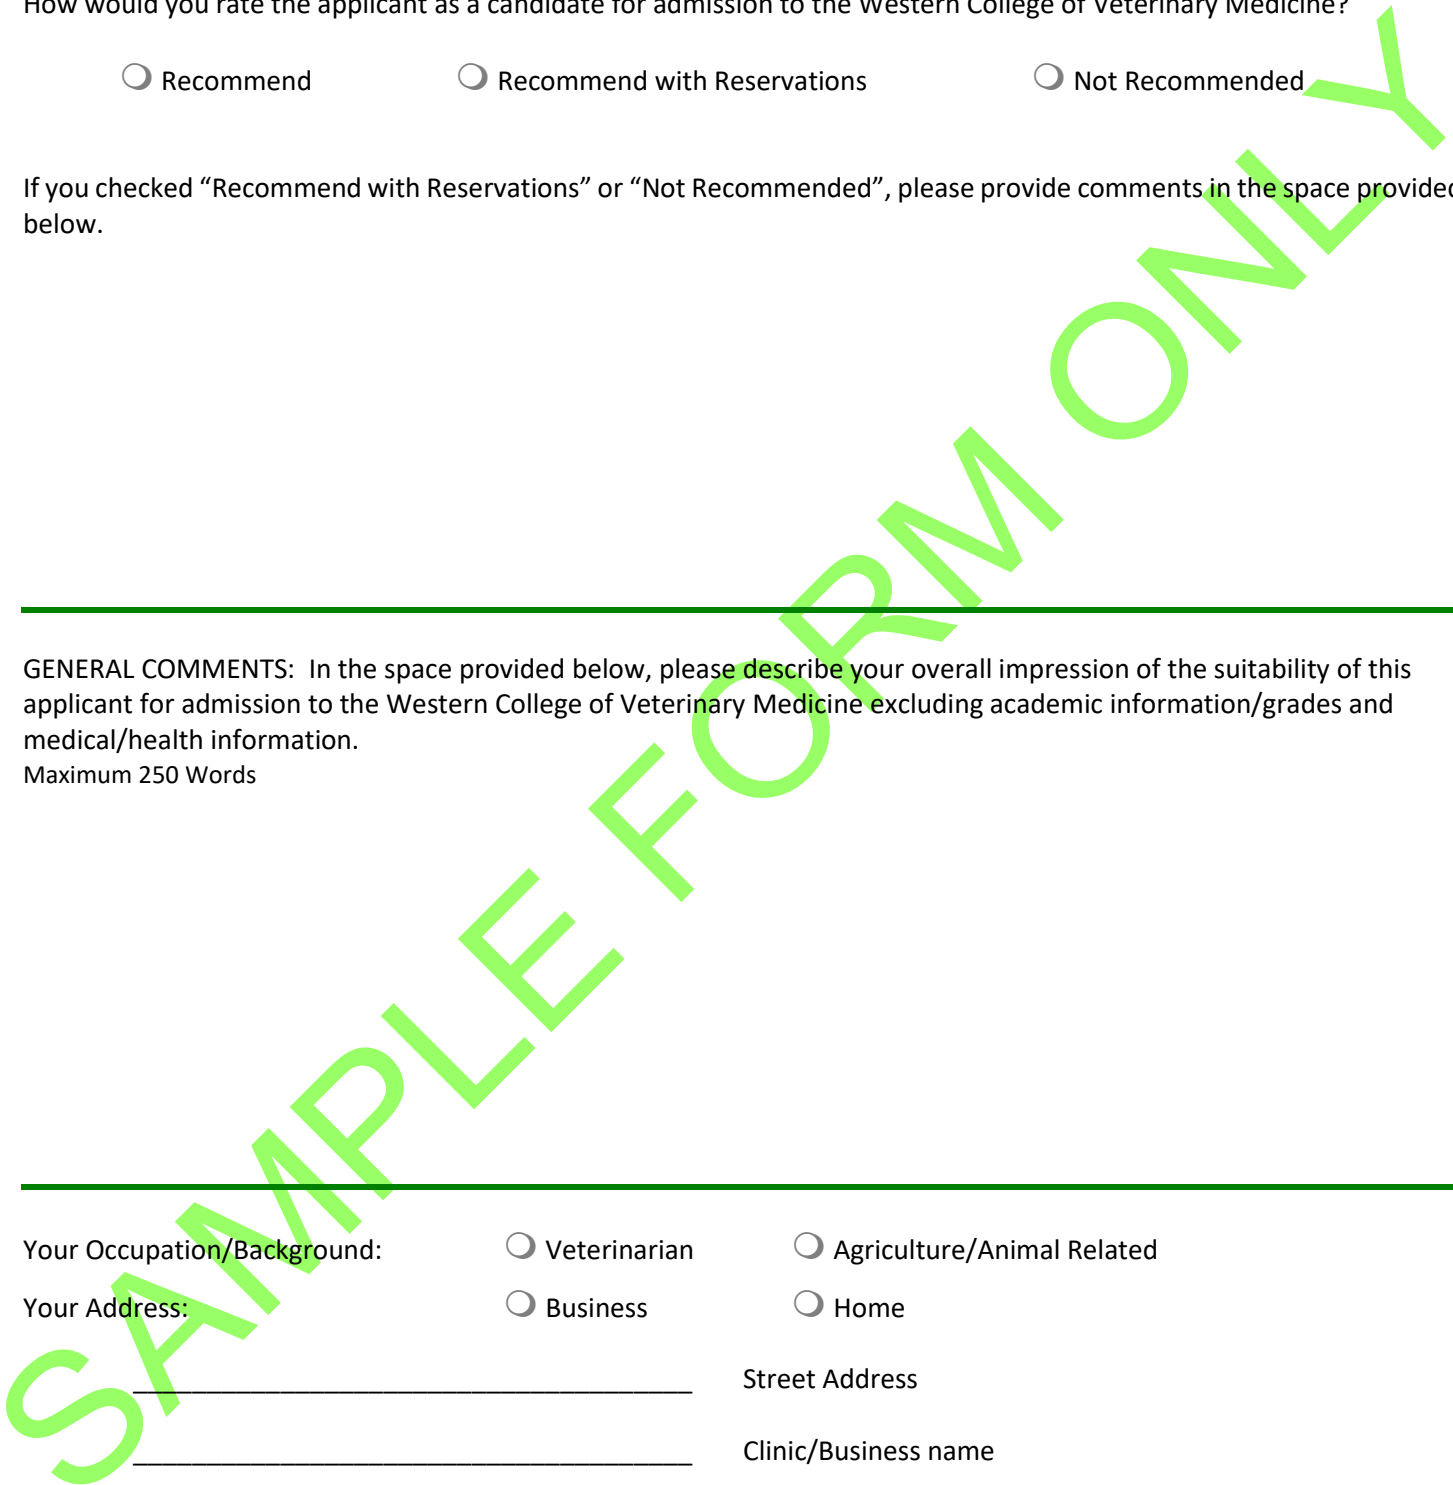 How would you rate the applicant as a candidate for admission to the Western College of Veterinary Medicine?
Recommend Recommend with Reservations Not Recommended
If you checked “Recommend with Reservations” or “Not Recommended”, please provide comments in the space provided
below.
GENERAL COMMENTS:  In the space provided below, please describe your overall impression of the suitability of this
applicant for admission to the Western College of Veterinary Medicine excluding academic information/grades and
medical/health information.
Maximum 250 Words
Your Occupation/Background: Veterinarian Agriculture/Animal Related
Your Address: Business Home
Street Address
Clinic/Business name
SAMPLE FORM ONLY